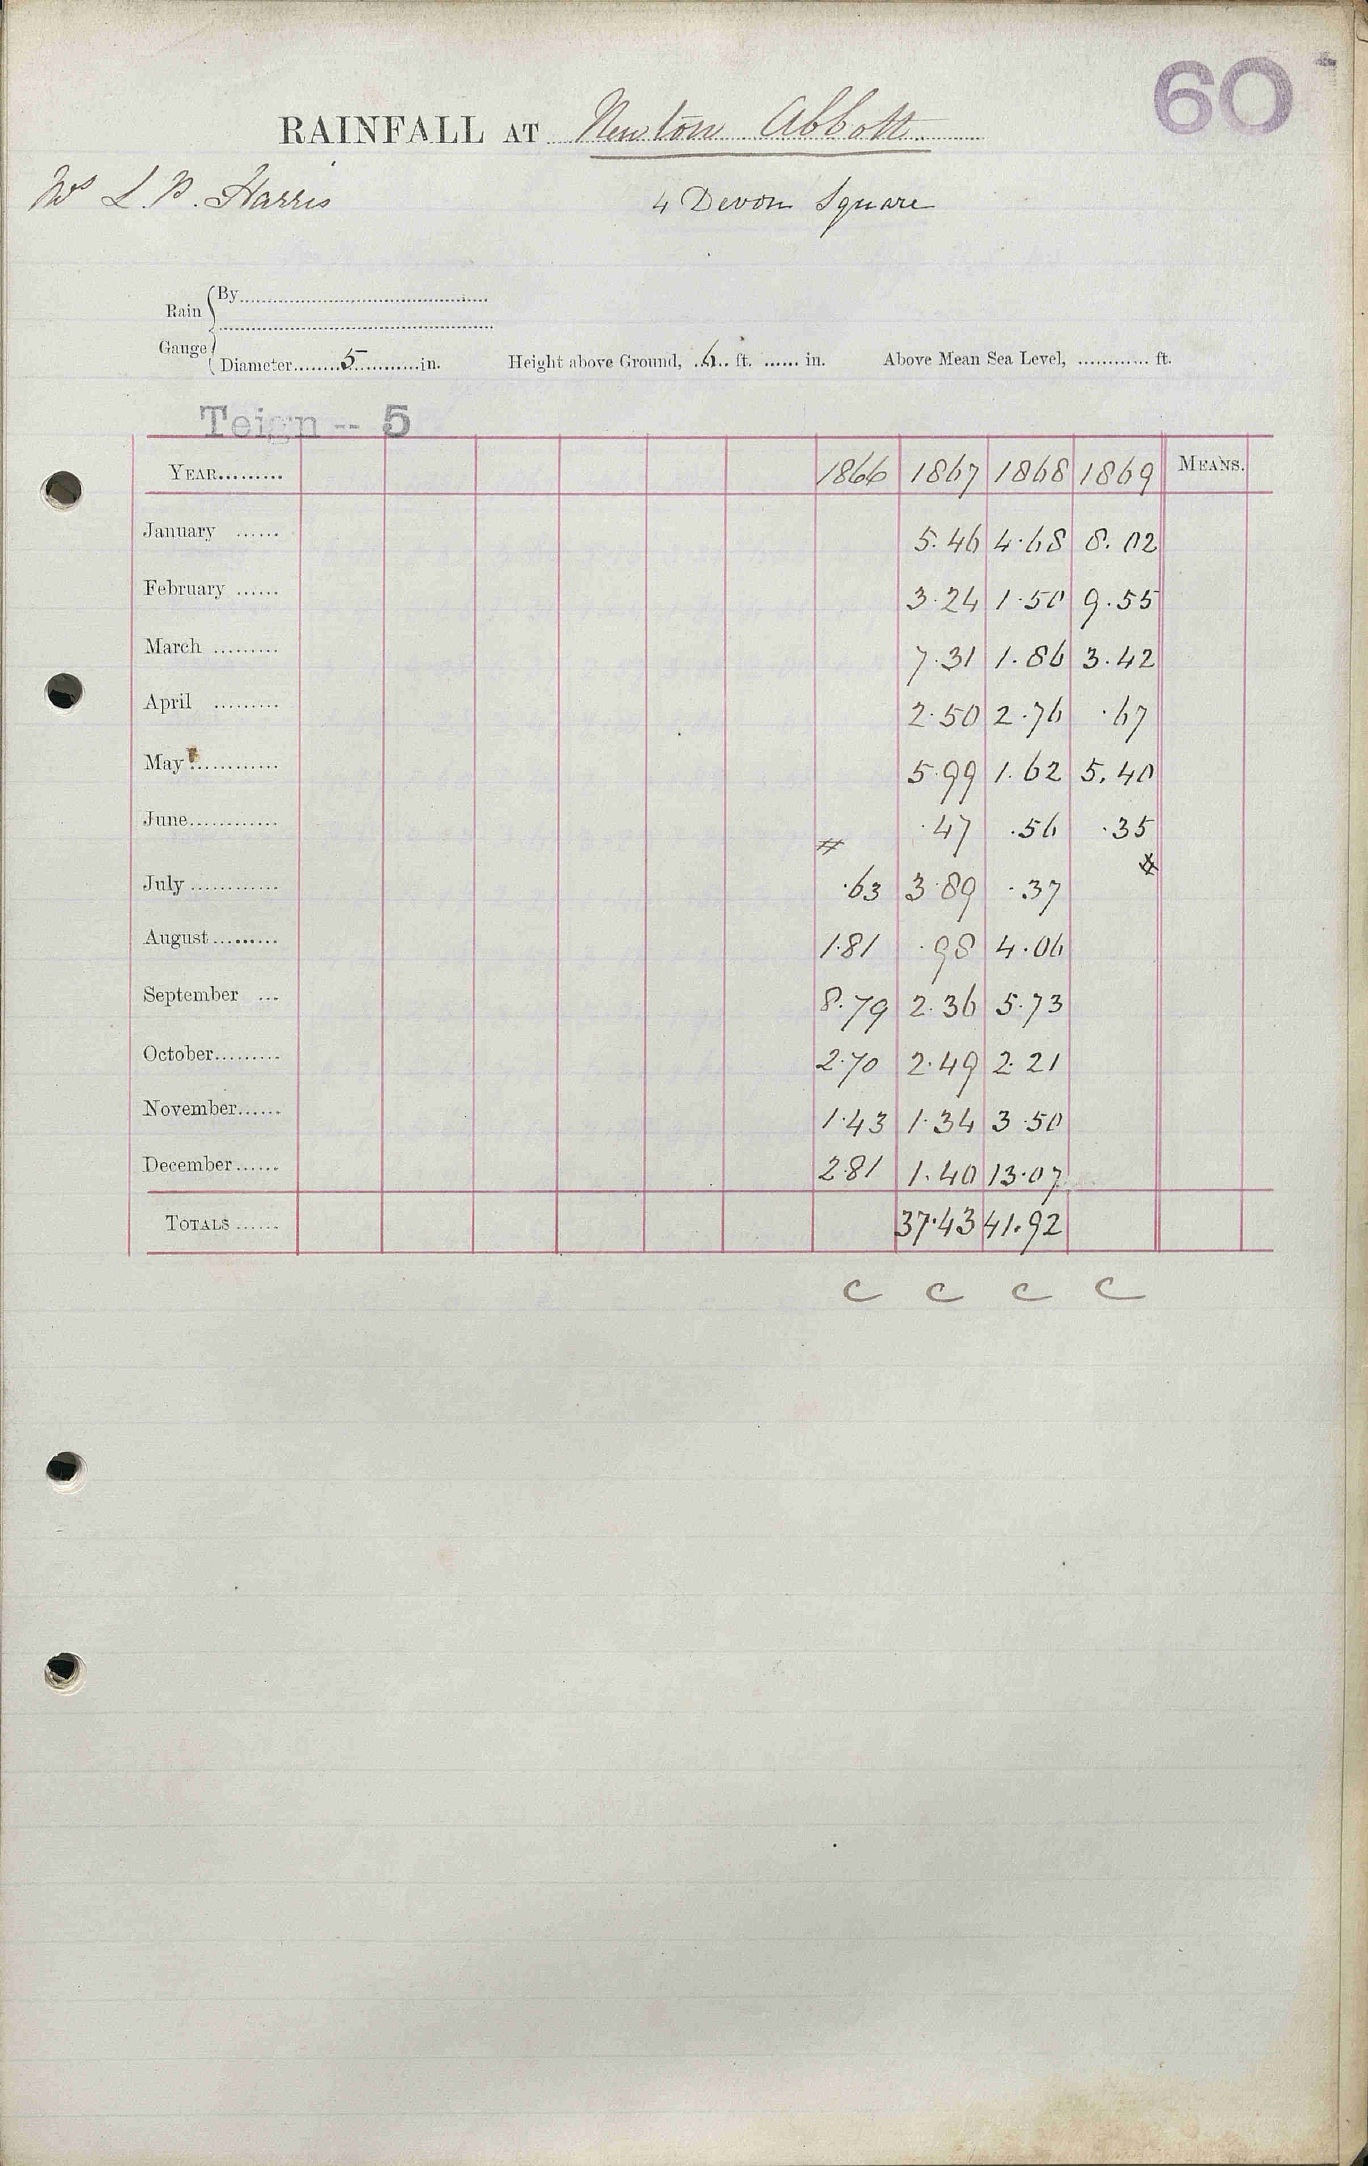 60
RAINFALL AT Newton Abbott
L. P. Harris 4 Devon Square
Rain Gauge
By
Diameter 5 in. Height above Ground, 6 ft. in. Above Mean Sea Level, ft.
Teign -- 5
YEAR 1866 1867 1868 1869 MEANS.
January 5.46 4.68 8.02
February 3.24 1.50 9.55
March 7.31 1.86 3.42
April 2.50 2.76 .67
May 5.99 1.62 5.40
June .47 .56 .35
July .63 3.89 .37
August 1.81 .98 4.06
September 8.79 2.36 5.73
October 2.70 2.49 2.21
November 1.43 1.34 3.50
December 2.81 1.40 13.07
TOTALS 37.43 41.92
C C C C